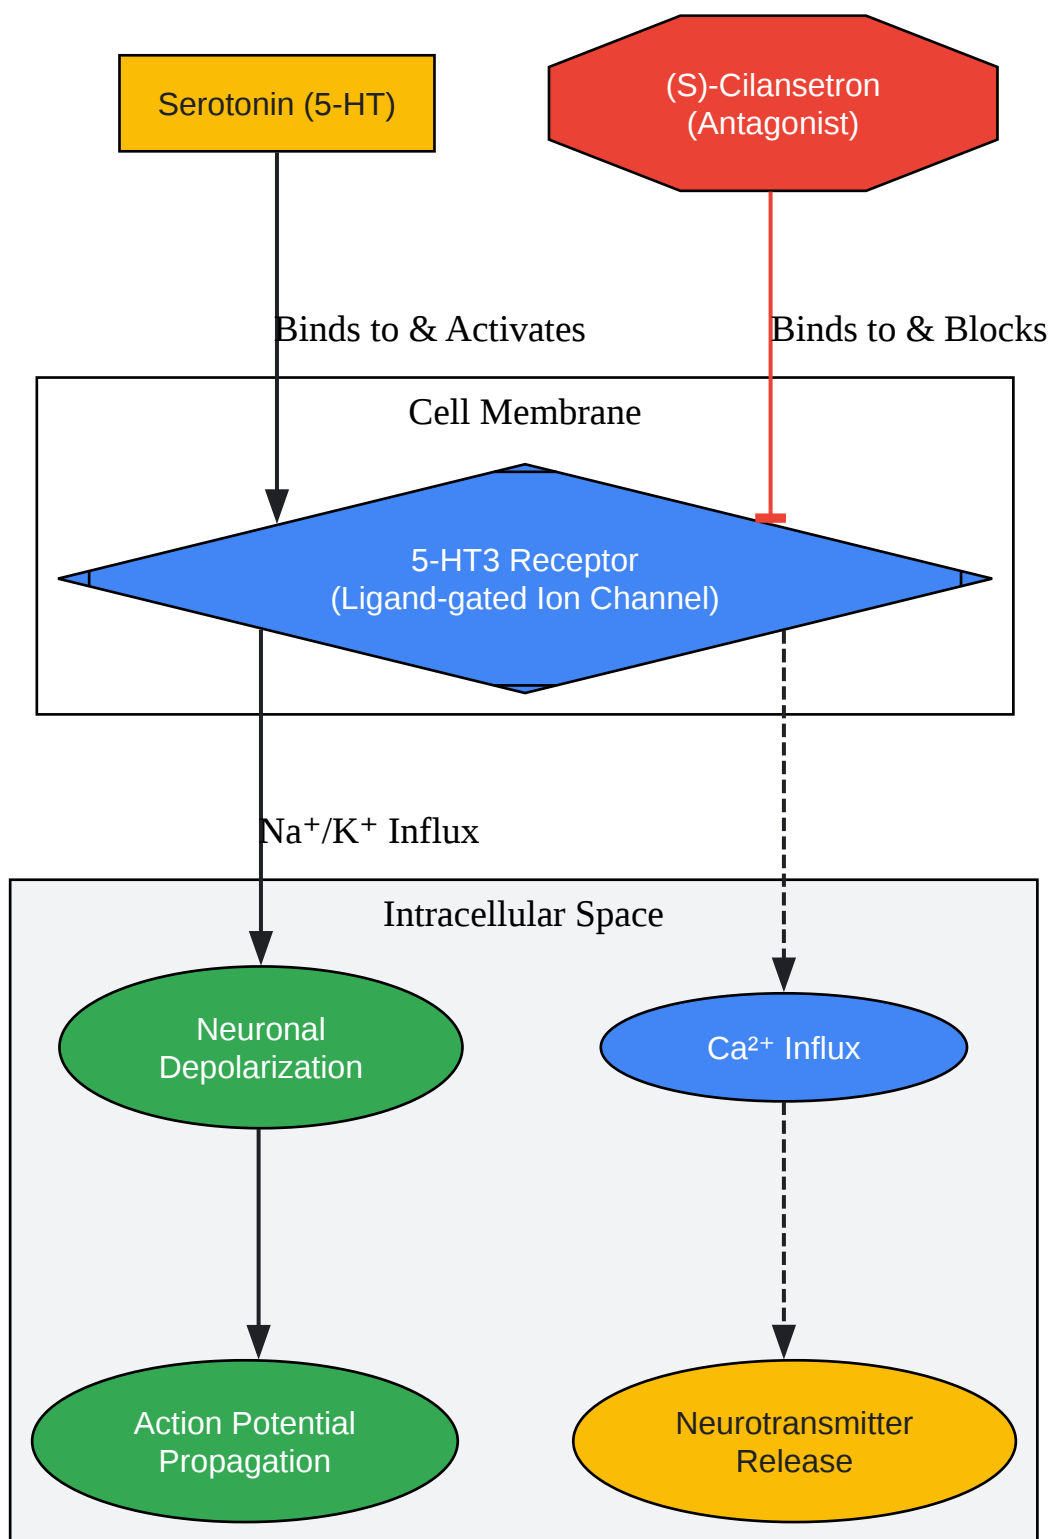 Serotonin (5-HT)
(S)-Cilansetron
(Antagonist)
Binds to & Activates
Binds to & Blocks
Cell Membrane
5-HT3 Receptor
(Ligand-gated Ion Channel)
Na⁺/K⁺ Influx
Intracellular Space
Neuronal
Depolarization
Ca²⁺ Influx
Action Potential
Propagation
Neurotransmitter
Release